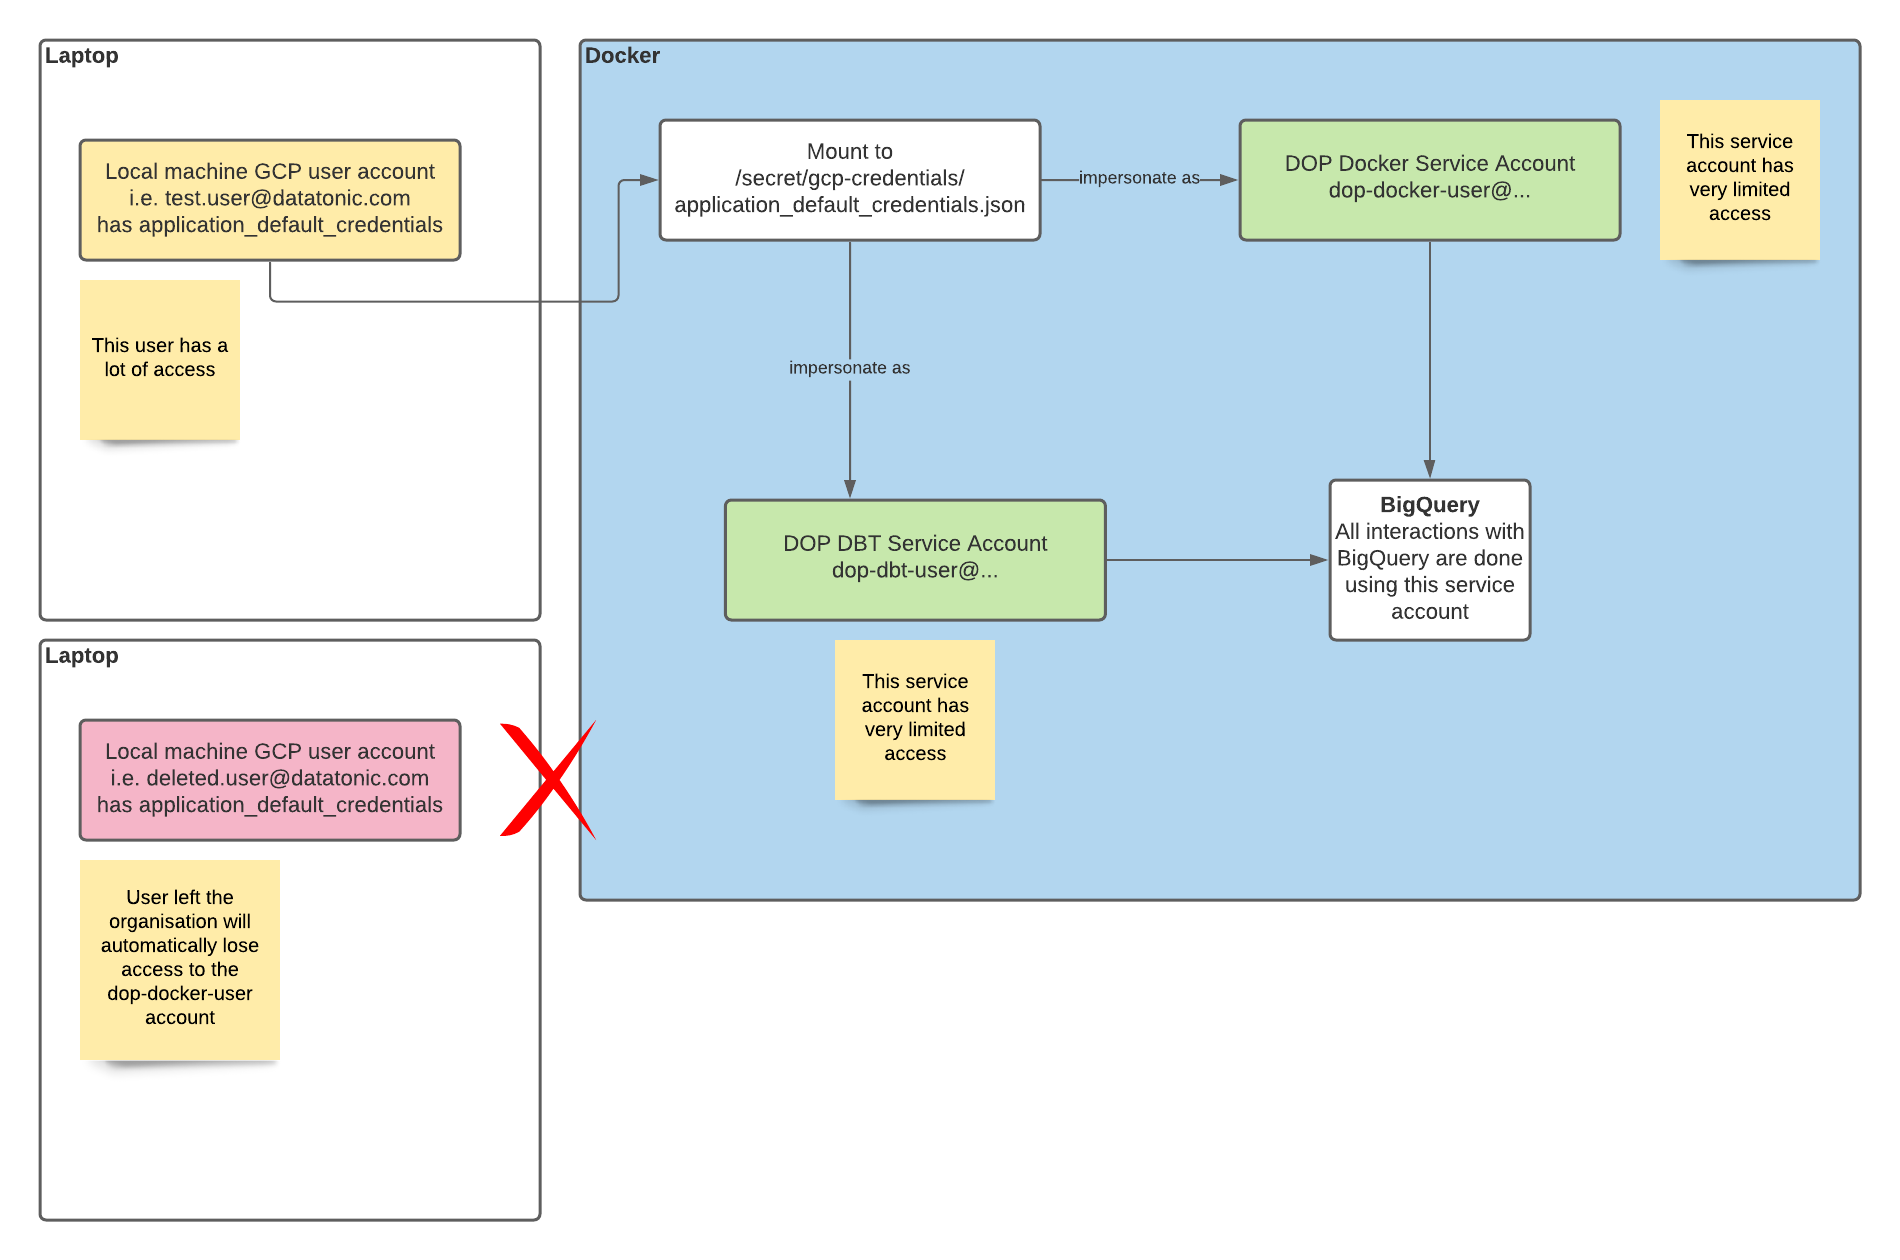 Laptop
Local machine GCP user account
i.e. test.user@datatonic.com
has application_default_credentials
This user has a
lot of access
Docker
Mount to
/secret/gcp-credentials/
application_default_credentials.json
impersonate as
DOP Docker Service Account
dop-docker-user@...
This service
account has
very limited
access
impersonate as
DOP DBT Service Account
dop-dbt-user@...
BigQuery
All interactions with
BigQuery are done
using this service
account
This service
account has
very limited
access
Laptop
Local machine GCP user account
i.e. deleted.user@datatonic.com
has application_default_credentials
User left the
organisation will
automatically lose
access to the
dop-docker-user
account